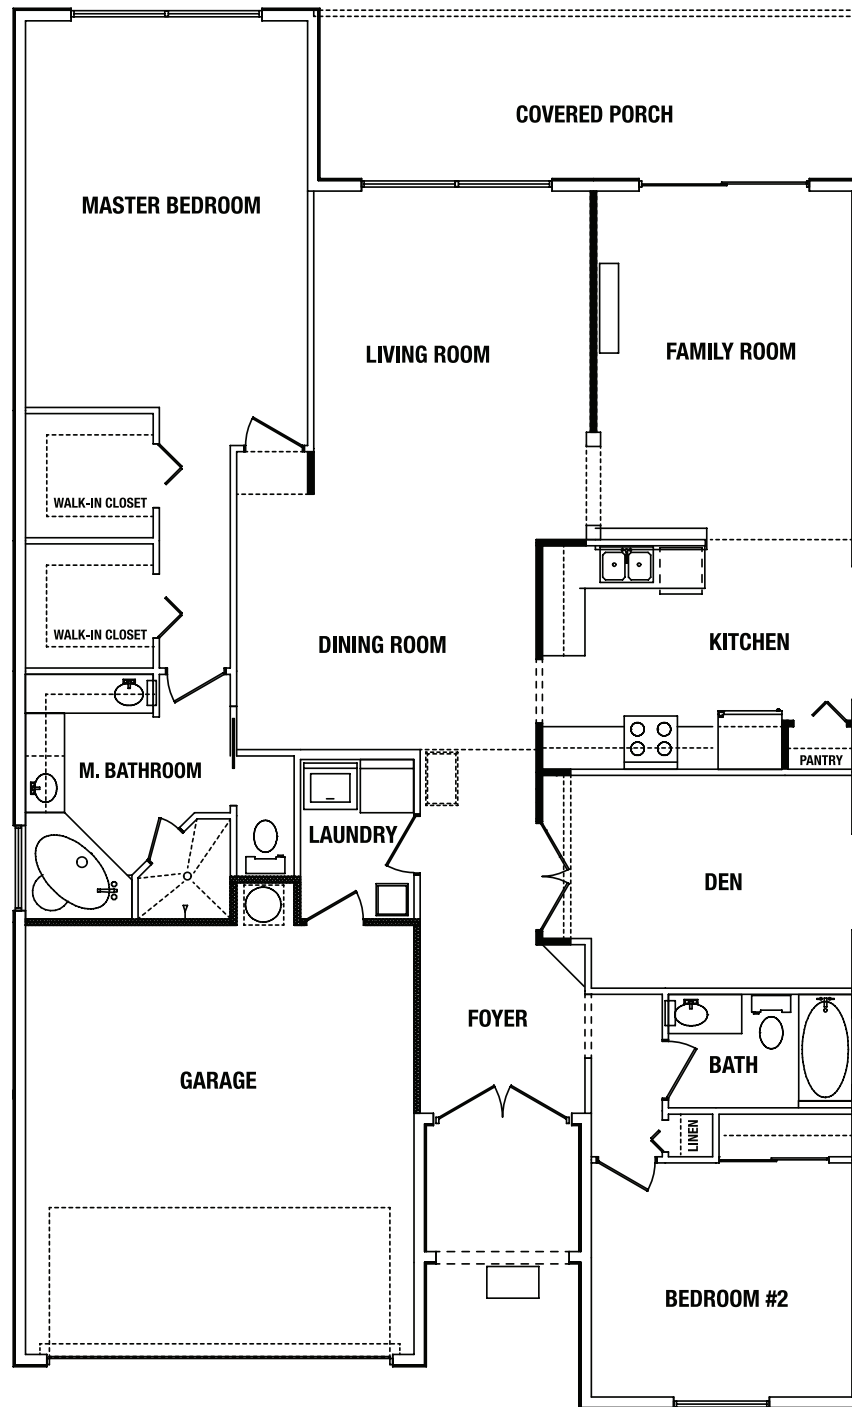 COVERED PORCH
MASTER BEDROOM
LIVING ROOM
FAMILY ROOM
WALK-IN CLOSET
WALK-IN CLOSET
DINING ROOM
KITCHEN
M. BATHROOM
PANTRY
LAUNDRY
DEN
FOYER
BATH
GARAGE
LINEN
BEDROOM #2